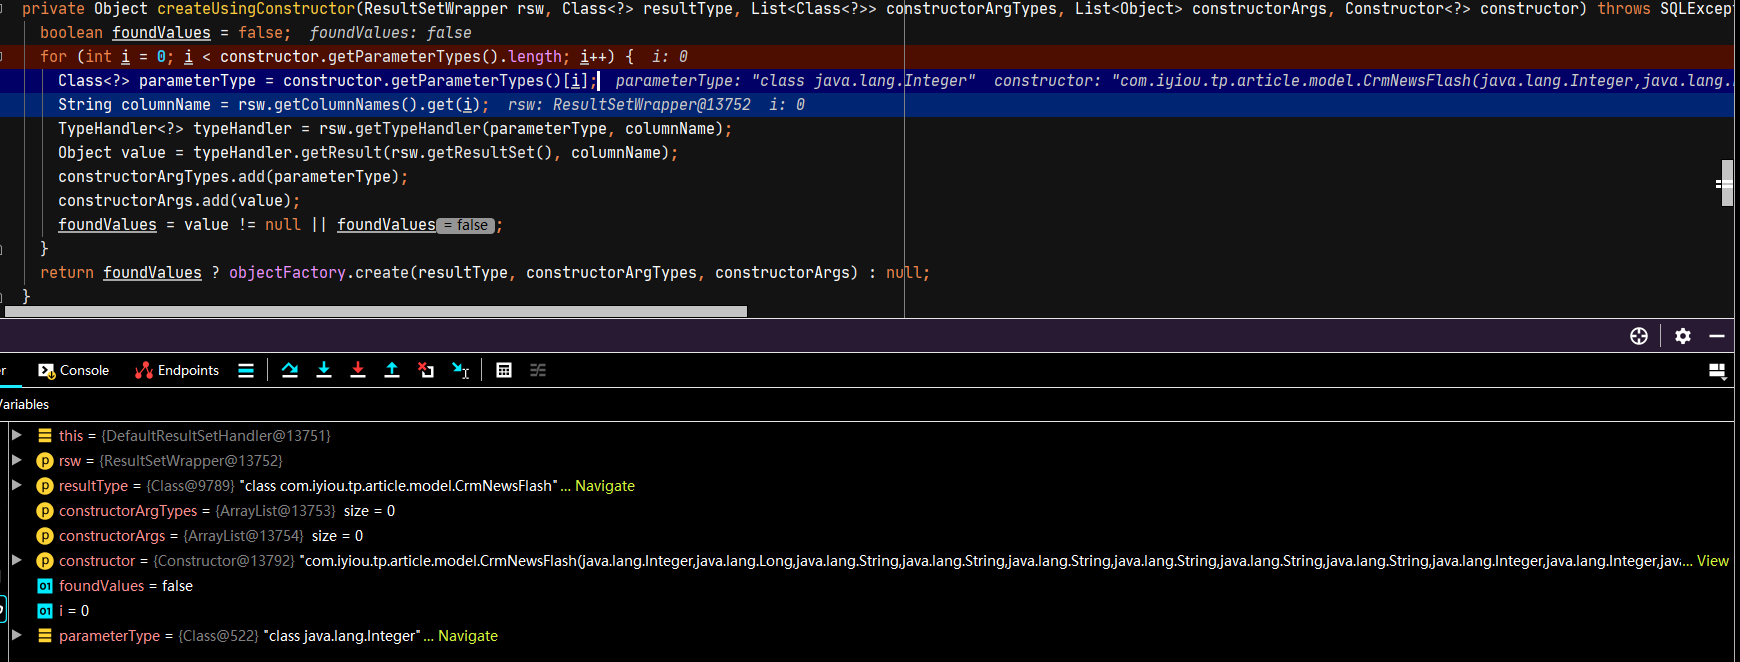 private Object createUsingConstructor(ResultSetWrapper rsw, Class<?> resultType, List<Class<?>> constructorArgTypes, List<Object> constructorArgs, Constructor<?> constructor) throws SQLExcept
boolean foundValues = false; foundValues: false
for (int i = 0; i < constructor.getParameterTypes().length; i++) { i: 0
Class<?> parameterType = constructor.getParameterTypes()[i]; parameterType: "class java.lang.Integer" constructor: "com.iyiou.tp.article.model.CrmNewsFlash(java.lang.Integer,java.lang.
String columnName = rsw.getColumnNames().get(i); rsw: ResultSetWrapper@13752 i: 0
TypeHandler<?> typeHandler = rsw.getTypeHandler(parameterType, columnName);
Object value = typeHandler.getResult(rsw.getResultSet(), columnName);
constructorArgTypes.add(parameterType);
constructorArgs.add(value);
foundValues = value != null || foundValues = false ;
}
return foundValues ? objectFactory.create(resultType, constructorArgTypes, constructorArgs) : null;
}
r Console Endpoints
Variables
this = {DefaultResultSetHandler@13751}
p rsw = {ResultSetWrapper@13752}
p resultType = {Class@9789} "class com.iyiou.tp.article.model.CrmNewsFlash" ... Navigate
p constructorArgTypes = {ArrayList@13753} size = 0
p constructorArgs = {ArrayList@13754} size = 0
p constructor = {Constructor@13792} "com.iyiou.tp.article.model.CrmNewsFlash(java.lang.Integer,java.lang.Long,java.lang.String,java.lang.String,java.lang.String,java.lang.String,java.lang.String,java.lang.String,java.lang.Integer,java.lang.Integer,jav... View
01 foundValues = false
01 i = 0
parameterType = {Class@522} "class java.lang.Integer" ... Navigate